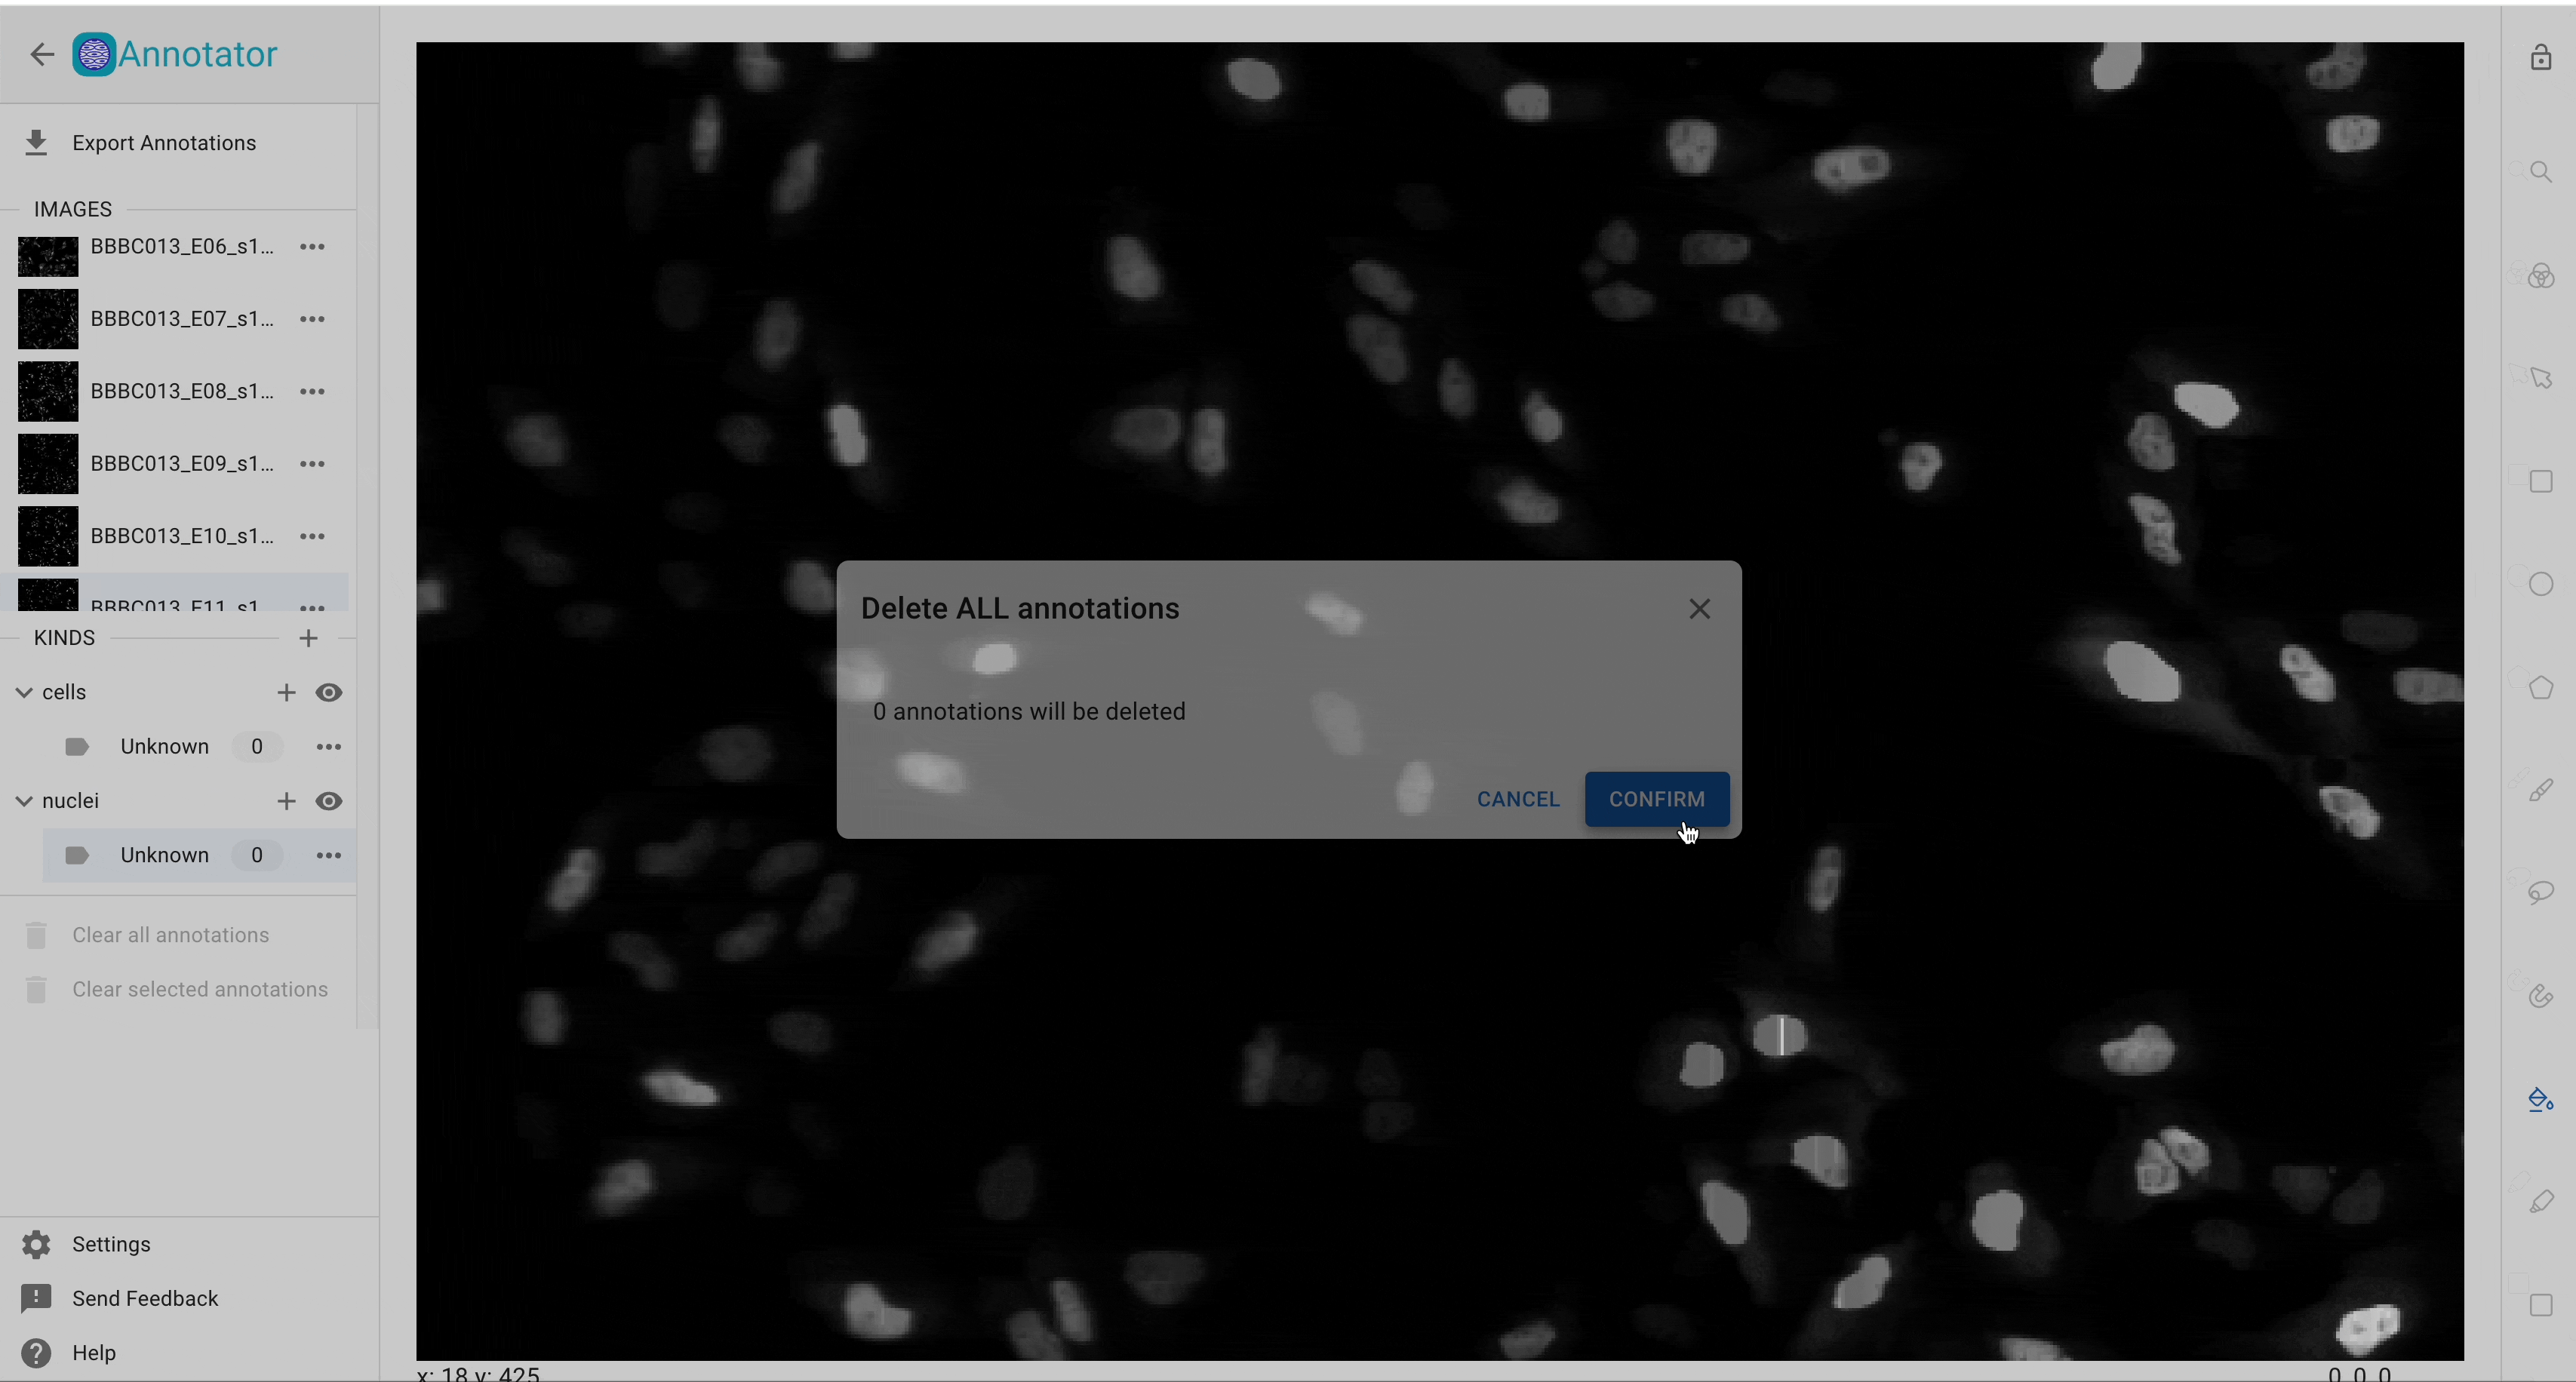 Annotator
Export Annotations
IMAGES
BBBC013_E06_s1...
BBBC013_E07_s1...
BBBC013_E08_s1...
BBBC013_E09_s1...
BBBC013_E10_s1...
BBBC013_E11_s1
KINDS
cells
Unknown 0
nuclei
Unknown 0
Clear all annotations
Clear selected annotations
Settings
Send Feedback
Help
Delete ALL annotations
0 annotations will be deleted
CANCEL CONFIRM
x: 18 y: 425
0 0 0